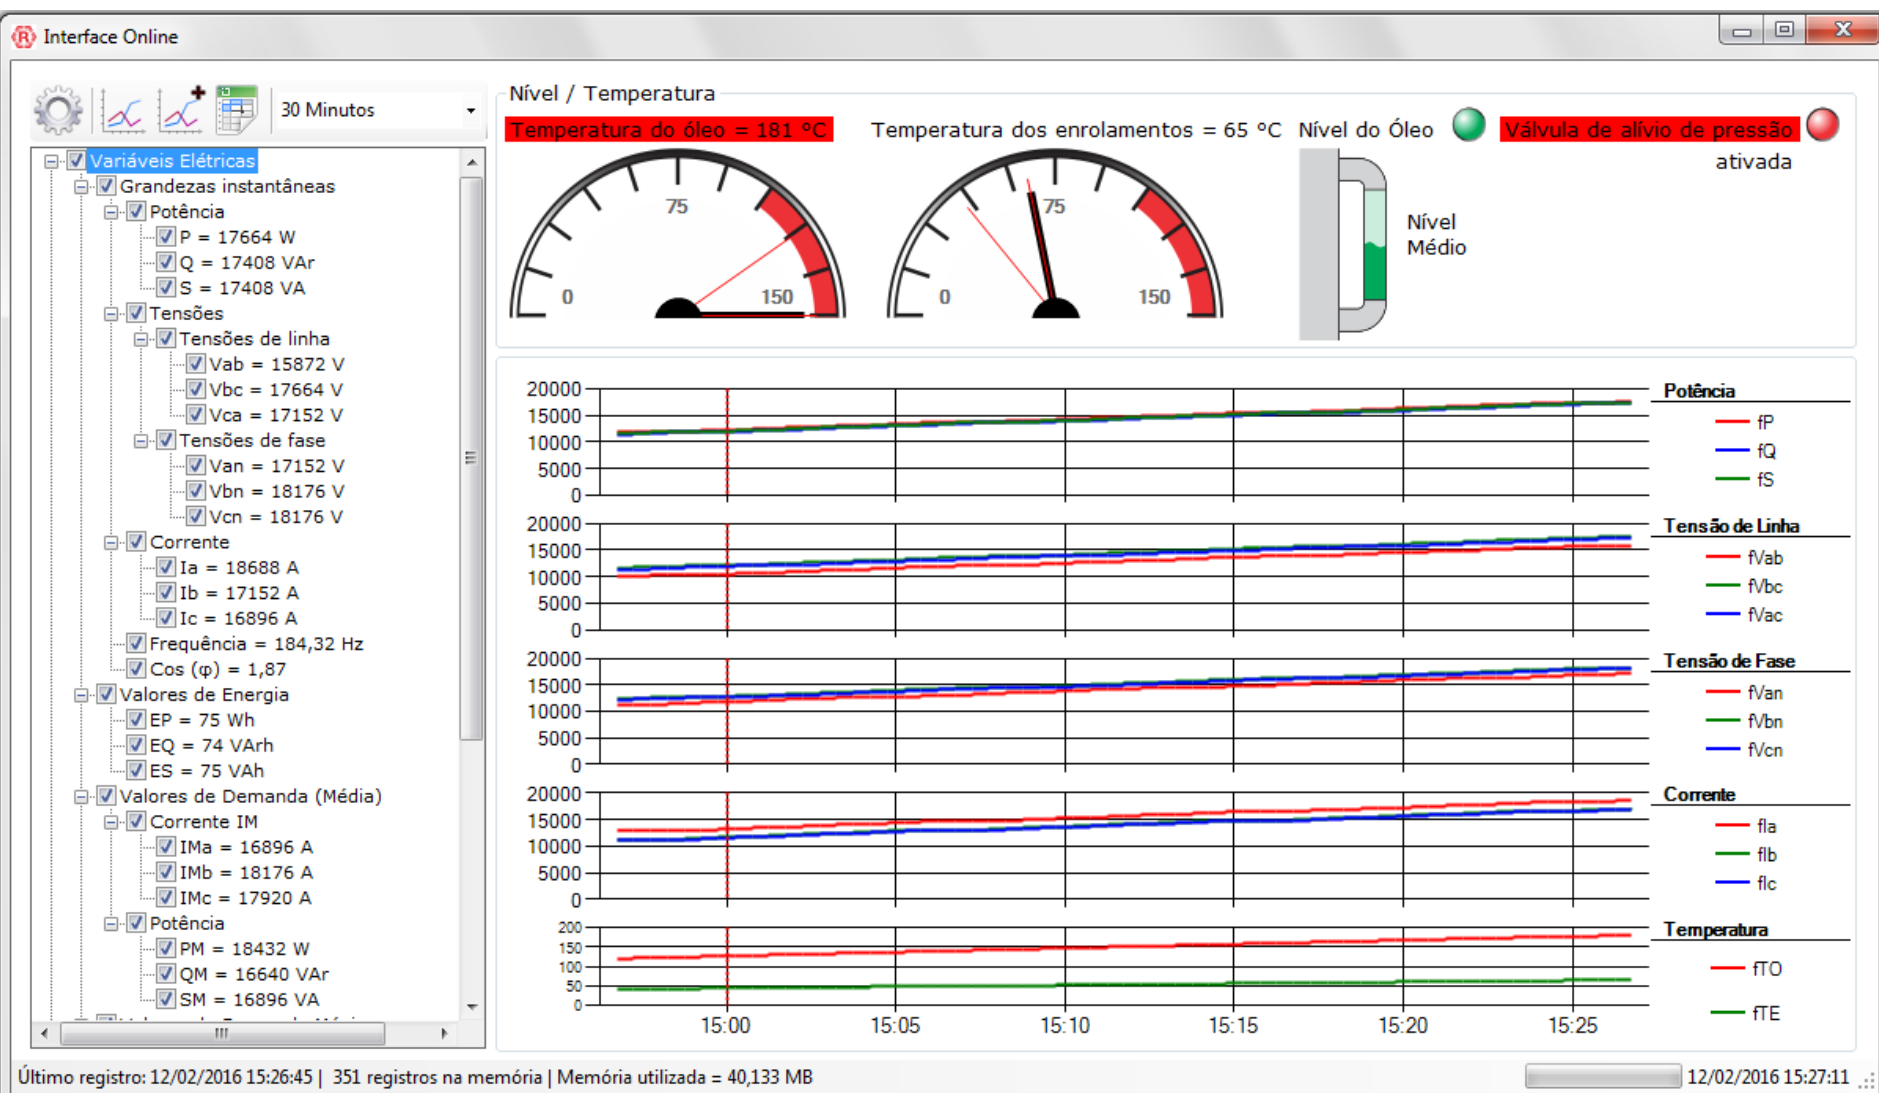 Interface Online
30 Minutos
Variáveis Elétricas
Grandezas instantâneas
Potência
P = 17664 W
Q = 17408 VAr
S = 17408 VA
Tensões
Tensões de linha
Vab = 15872 V
Vbc = 17664 V
Vca = 17152 V
Tensões de fase
Van = 17152 V
Vbn = 18176 V
Vcn = 18176 V
Corrente
Ia = 18688 A
Ib = 17152 A
Ic = 16896 A
Frequência = 184,32 Hz
Cos (φ) = 1,87
Valores de Energia
EP = 75 Wh
EQ = 74 VArh
ES = 75 VAh
Valores de Demanda (Média)
Corrente IM
IMa = 16896 A
IMb = 18176 A
IMc = 17920 A
Potência
PM = 18432 W
QM = 16640 VAr
SM = 16896 VA
Nível / Temperatura
Temperatura do óleo = 181 ºC
0 75 150
Temperatura dos enrolamentos = 65 ºC
0 75 150
Nível do Óleo
Nível
Médio
Válvula de alívio de pressão
ativada
20000
15000
10000
5000
0
Potência
fP
fQ
fS
20000
15000
10000
5000
0
Tensão de Linha
fVab
fVbc
fVac
20000
15000
10000
5000
0
Tensão de Fase
fVan
fVbn
fVcn
20000
15000
10000
5000
0
Corrente
fIa
fIb
fIc
200
150
100
50
0
Temperatura
fTO
fTE
15:00 15:05 15:10 15:15 15:20 15:25
Último registro: 12/02/2016 15:26:45 | 351 registros na memória | Memória utilizada = 40,133 MB
12/02/2016 15:27:11